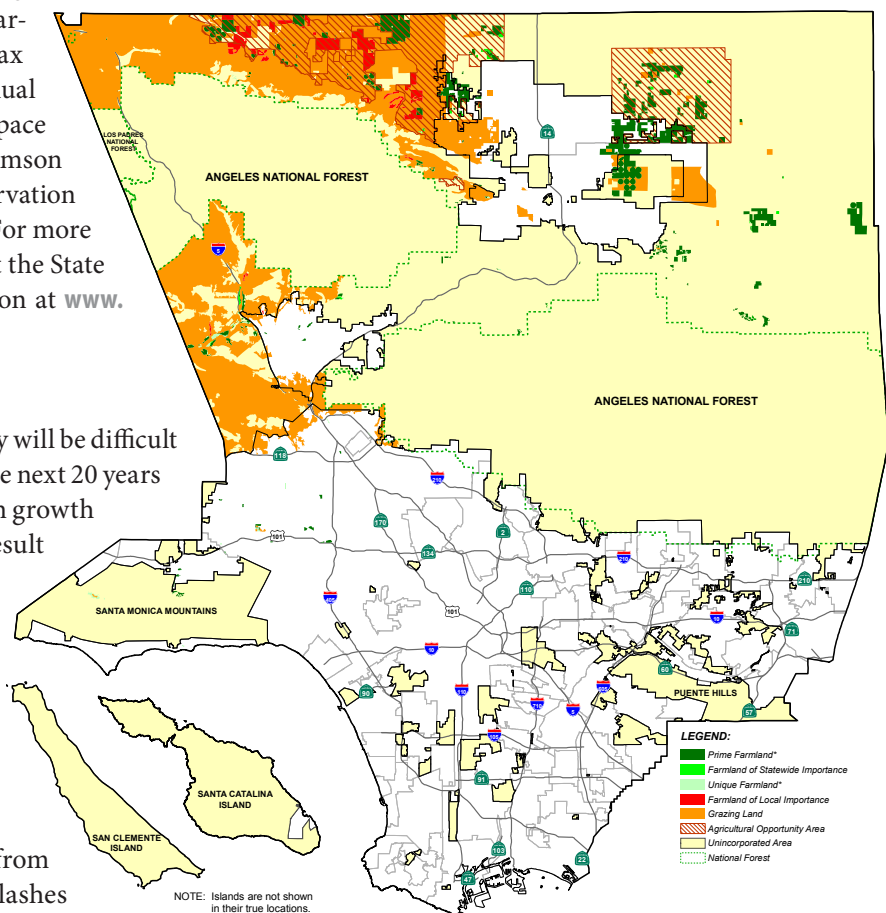 ar-
ax
ual
pace
mson
rvation
For more
t the State
on at www.
y will be difficult
e next 20 years
n growth
esult
from
lashes
LOS PADRES
NATIONAL
FOREST
ANGELES NATIONAL FOREST
14
5
ANGELES NATIONAL FOREST
118
210
170
2
101
134
210
210
405
110
101
10
71
SANTA MONICA MOUNTAINS
10
60
PUENTE HILLS
90
110
605
710
5
57
105
91
103
22
47
SANTA CATALINA
ISLAND
SAN CLEMENTE
ISLAND
NOTE: Islands are not shown
in their true locations.
LEGEND:
Prime Farmland*
Farmland of Statewide Importance
Unique Farmland*
Farmland of Local Importance
Grazing Land
Agricultural Opportunity Area
Unincorporated Area
National Forest